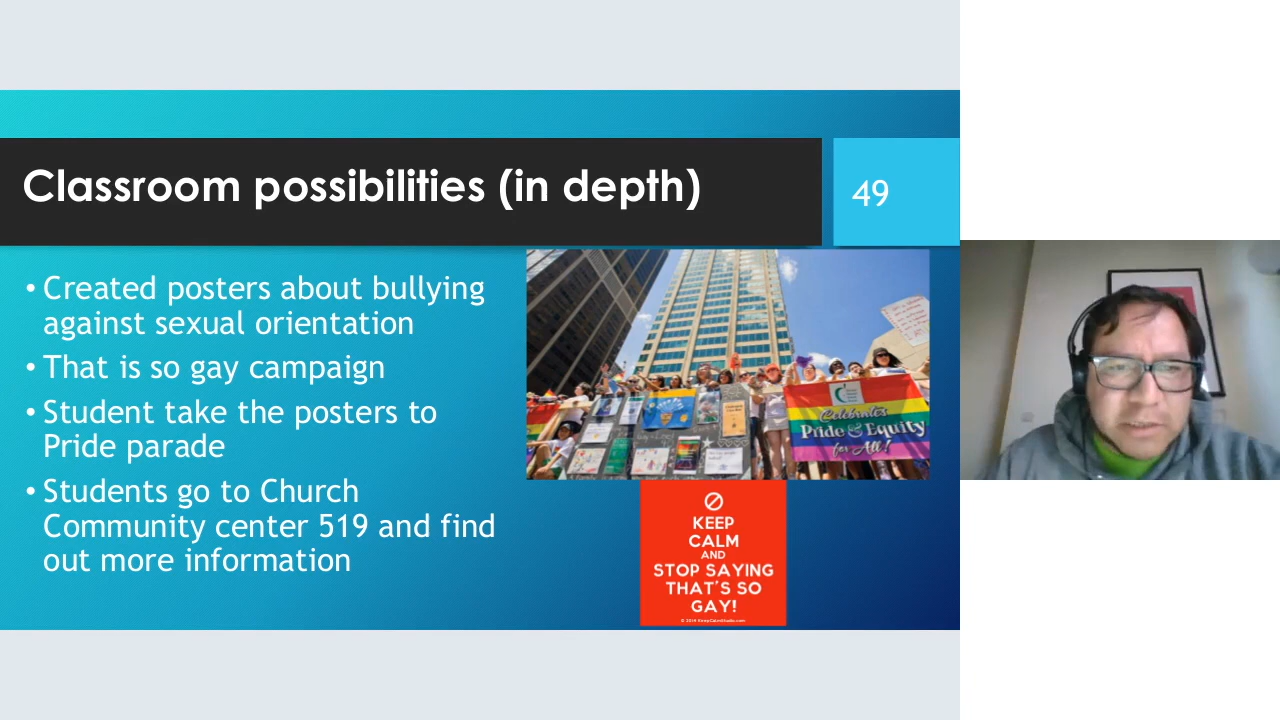 Classroom possibilities (in depth)
49
• Created posters about bullying
against sexual orientation
• That is so gay campaign
• Student take the posters to
Pride parade
• Students go to Church
Community center 519 and find
out more information
Celebrates
Pride & Equity
for All!
KEEP
CALM
AND
STOP SAYING
THAT'S SO
GAY!